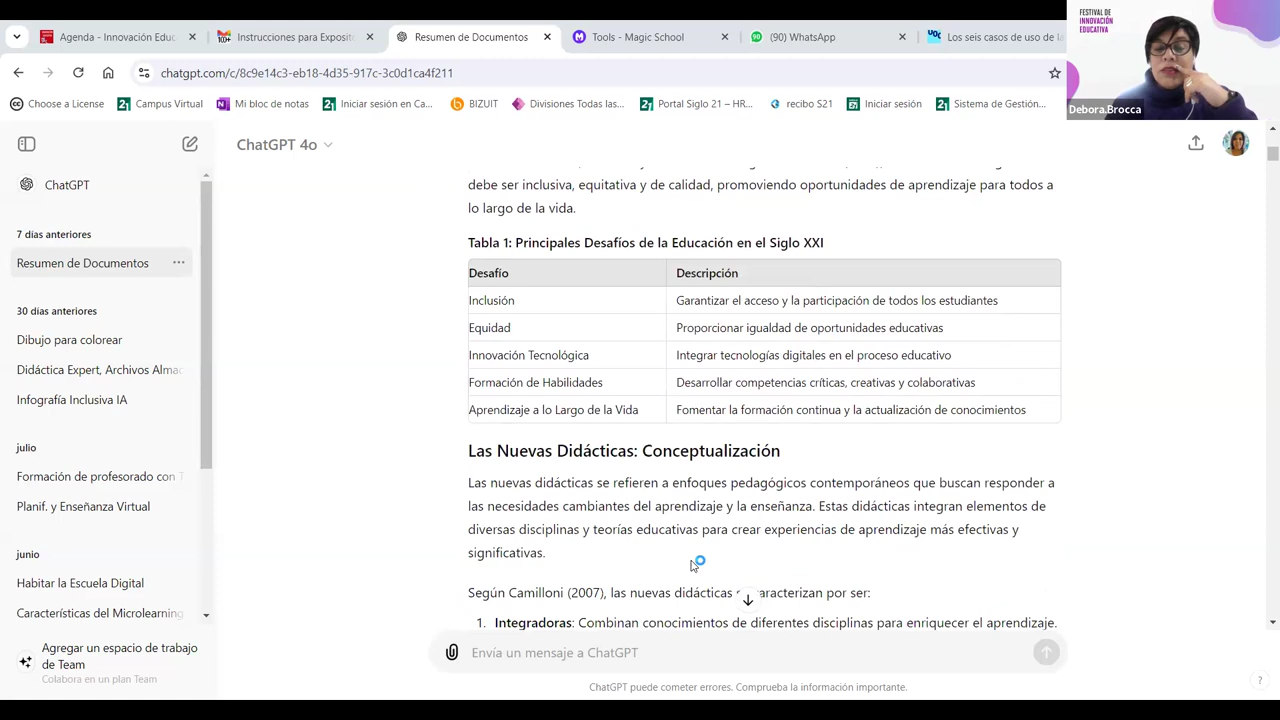 Agenda - Innovación Educ
Instrucciones para Exposit
Resumen de Documentos
Tools - Magic School
(90) WhatsApp
Los seis casos de uso de la
FESTIVAL DE
INNOVACIÓN
EDUCATIVA
Debora.Brocca
chatgpt.com/c/8c9e14c3-eb18-4d35-917c-3c0d1ca4f211
Choose a License
Campus Virtual
Mi bloc de notas
Iniciar sesión en Ca...
BIZUIT
Divisiones Todas las...
Portal Siglo 21 – HR...
recibo S21
Iniciar sesión
Sistema de Gestión...
ChatGPT 4o
ChatGPT
7 días anteriores
Resumen de Documentos
30 días anteriores
Dibujo para colorear
Didáctica Expert, Archivos Alma
Infografía Inclusiva IA
julio
Formación de profesorado con T
Planif. y Enseñanza Virtual
junio
Habitar la Escuela Digital
Características del Microlearning
Agregar un espacio de trabajo
de Team
Colabora en un plan Team
debe ser inclusiva, equitativa y de calidad, promoviendo oportunidades de aprendizaje para todos a
lo largo de la vida.
Tabla 1: Principales Desafíos de la Educación en el Siglo XXI
Desafío Descripción
Inclusión Garantizar el acceso y la participación de todos los estudiantes
Equidad Proporcionar igualdad de oportunidades educativas
Innovación Tecnológica Integrar tecnologías digitales en el proceso educativo
Formación de Habilidades Desarrollar competencias críticas, creativas y colaborativas
Aprendizaje a lo Largo de la Vida Fomentar la formación continua y la actualización de conocimientos
Las Nuevas Didácticas: Conceptualización
Las nuevas didácticas se refieren a enfoques pedagógicos contemporáneos que buscan responder a
las necesidades cambiantes del aprendizaje y la enseñanza. Estas didácticas integran elementos de
diversas disciplinas y teorías educativas para crear experiencias de aprendizaje más efectivas y
significativas.
Según Camilloni (2007), las nuevas didácticas caracterizan por ser:
1. Integradoras: Combinan conocimientos de diferentes disciplinas para enriquecer el aprendizaje.
Envía un mensaje a ChatGPT
ChatGPT puede cometer errores. Comprueba la información importante.
?